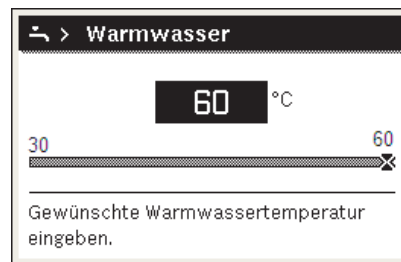 > Warmwasser
60 °C
30 60
Gewünschte Warmwassertemperatur
eingeben.